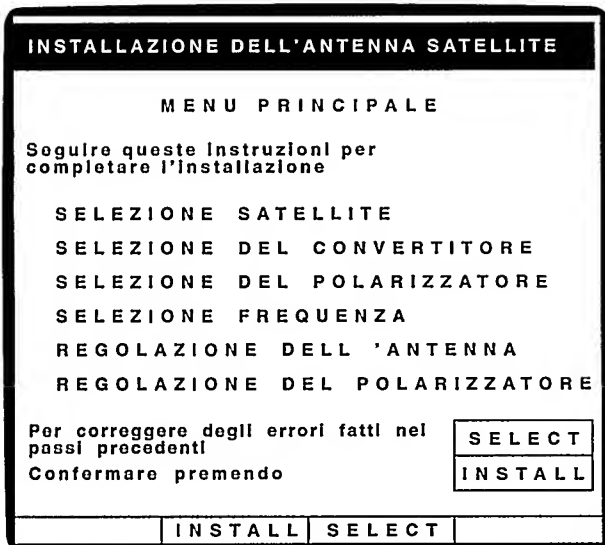 INSTALLAZIONE DELL'ANTENNA SATELLITE
MENU PRINCIPALE
Seguire queste instruzioni per
completare l'installazione
SELEZIONE SATELLITE
SELEZIONE DEL CONVERTITORE
SELEZIONE DEL POLARIZZATORE
SELEZIONE FREQUENZA
REGOLAZIONE DELL 'ANTENNA
REGOLAZIONE DEL POLARIZZATORE
Per correggere degli errori fatti nei
passi precedenti
SELECT
Confermare premendo
INSTALL
INSTALL SELECT